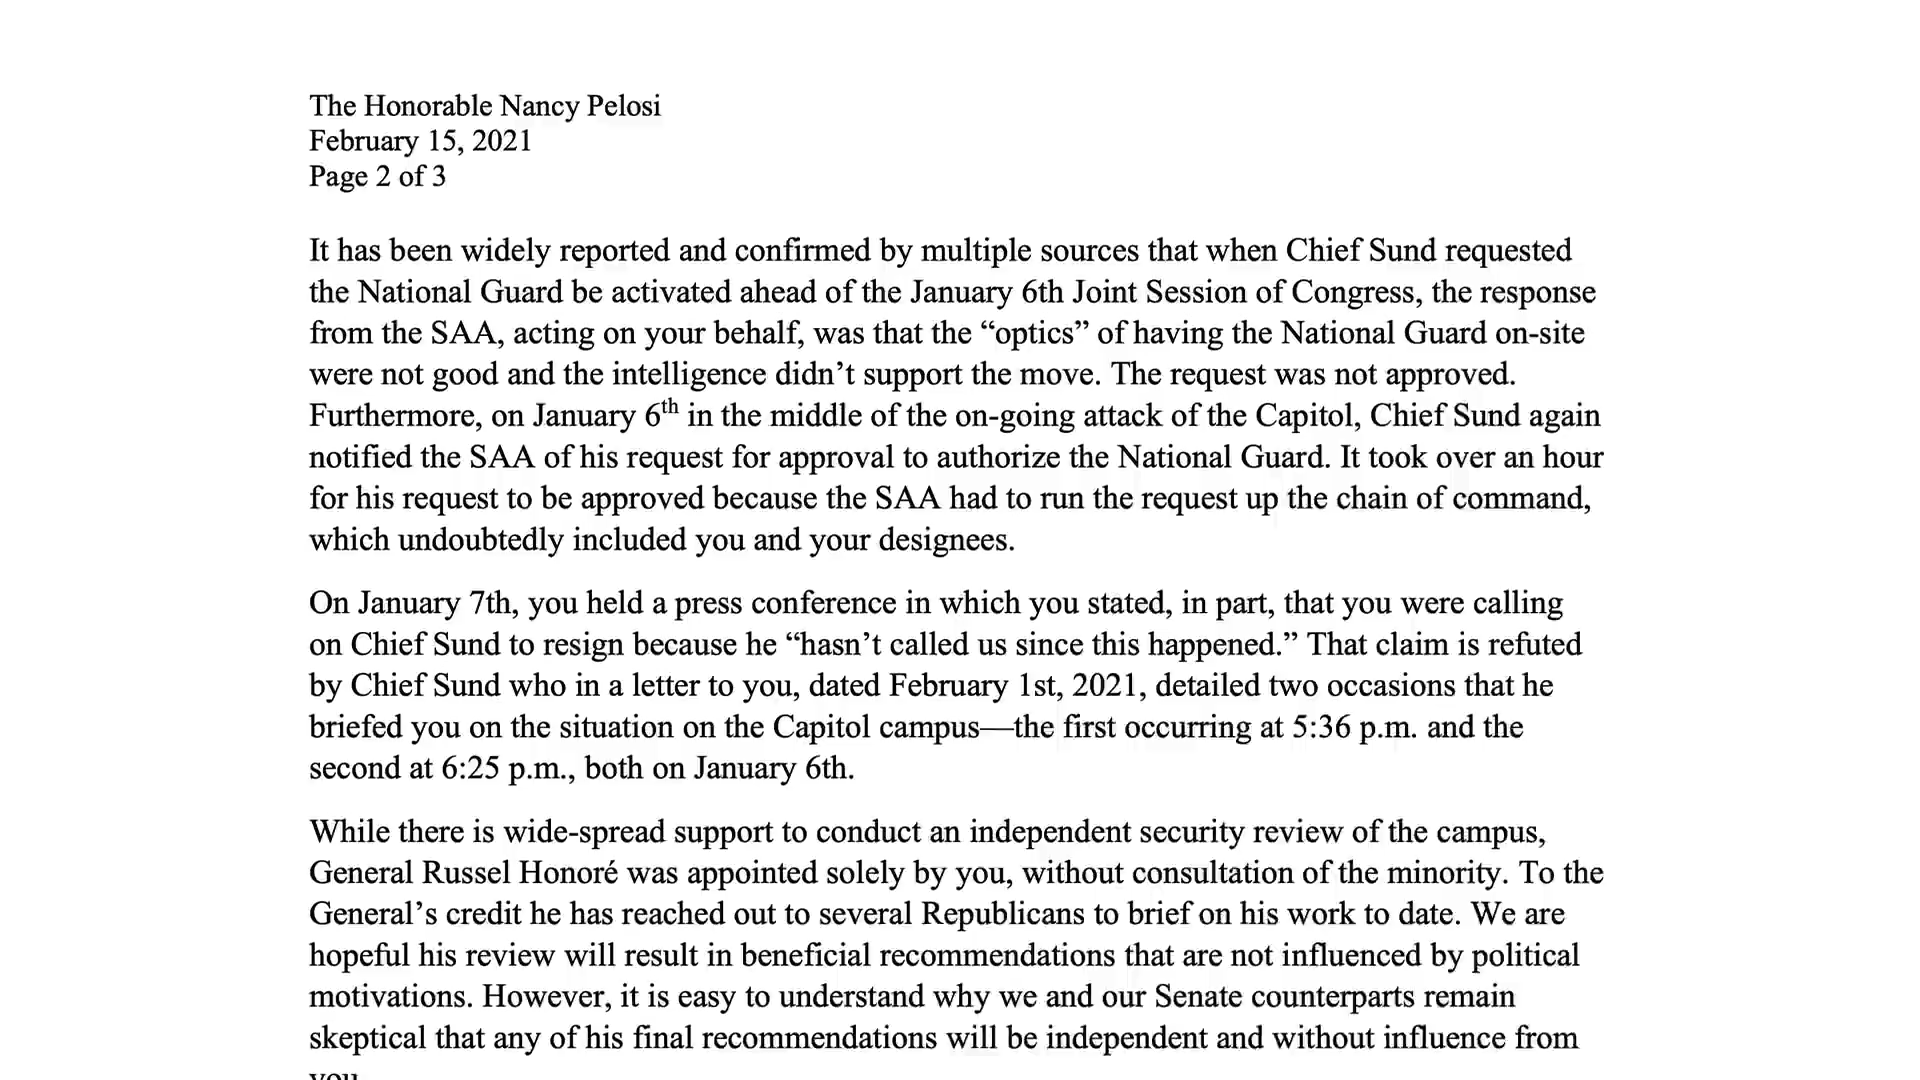 The Honorable Nancy Pelosi
February 15, 2021
Page 2 of 3
It has been widely reported and confirmed by multiple sources that when Chief Sund requested
the National Guard be activated ahead of the January 6th Joint Session of Congress, the response
from the SAA, acting on your behalf, was that the “optics” of having the National Guard on-site
were not good and the intelligence didn’t support the move. The request was not approved.
Furthermore, on January 6th in the middle of the on-going attack of the Capitol, Chief Sund again
notified the SAA of his request for approval to authorize the National Guard. It took over an hour
for his request to be approved because the SAA had to run the request up the chain of command,
which undoubtedly included you and your designees.
On January 7th, you held a press conference in which you stated, in part, that you were calling
on Chief Sund to resign because he “hasn’t called us since this happened.” That claim is refuted
by Chief Sund who in a letter to you, dated February 1st, 2021, detailed two occasions that he
briefed you on the situation on the Capitol campus—the first occurring at 5:36 p.m. and the
second at 6:25 p.m., both on January 6th.
While there is wide-spread support to conduct an independent security review of the campus,
General Russel Honoré was appointed solely by you, without consultation of the minority. To the
General’s credit he has reached out to several Republicans to brief on his work to date. We are
hopeful his review will result in beneficial recommendations that are not influenced by political
motivations. However, it is easy to understand why we and our Senate counterparts remain
skeptical that any of his final recommendations will be independent and without influence from
you.